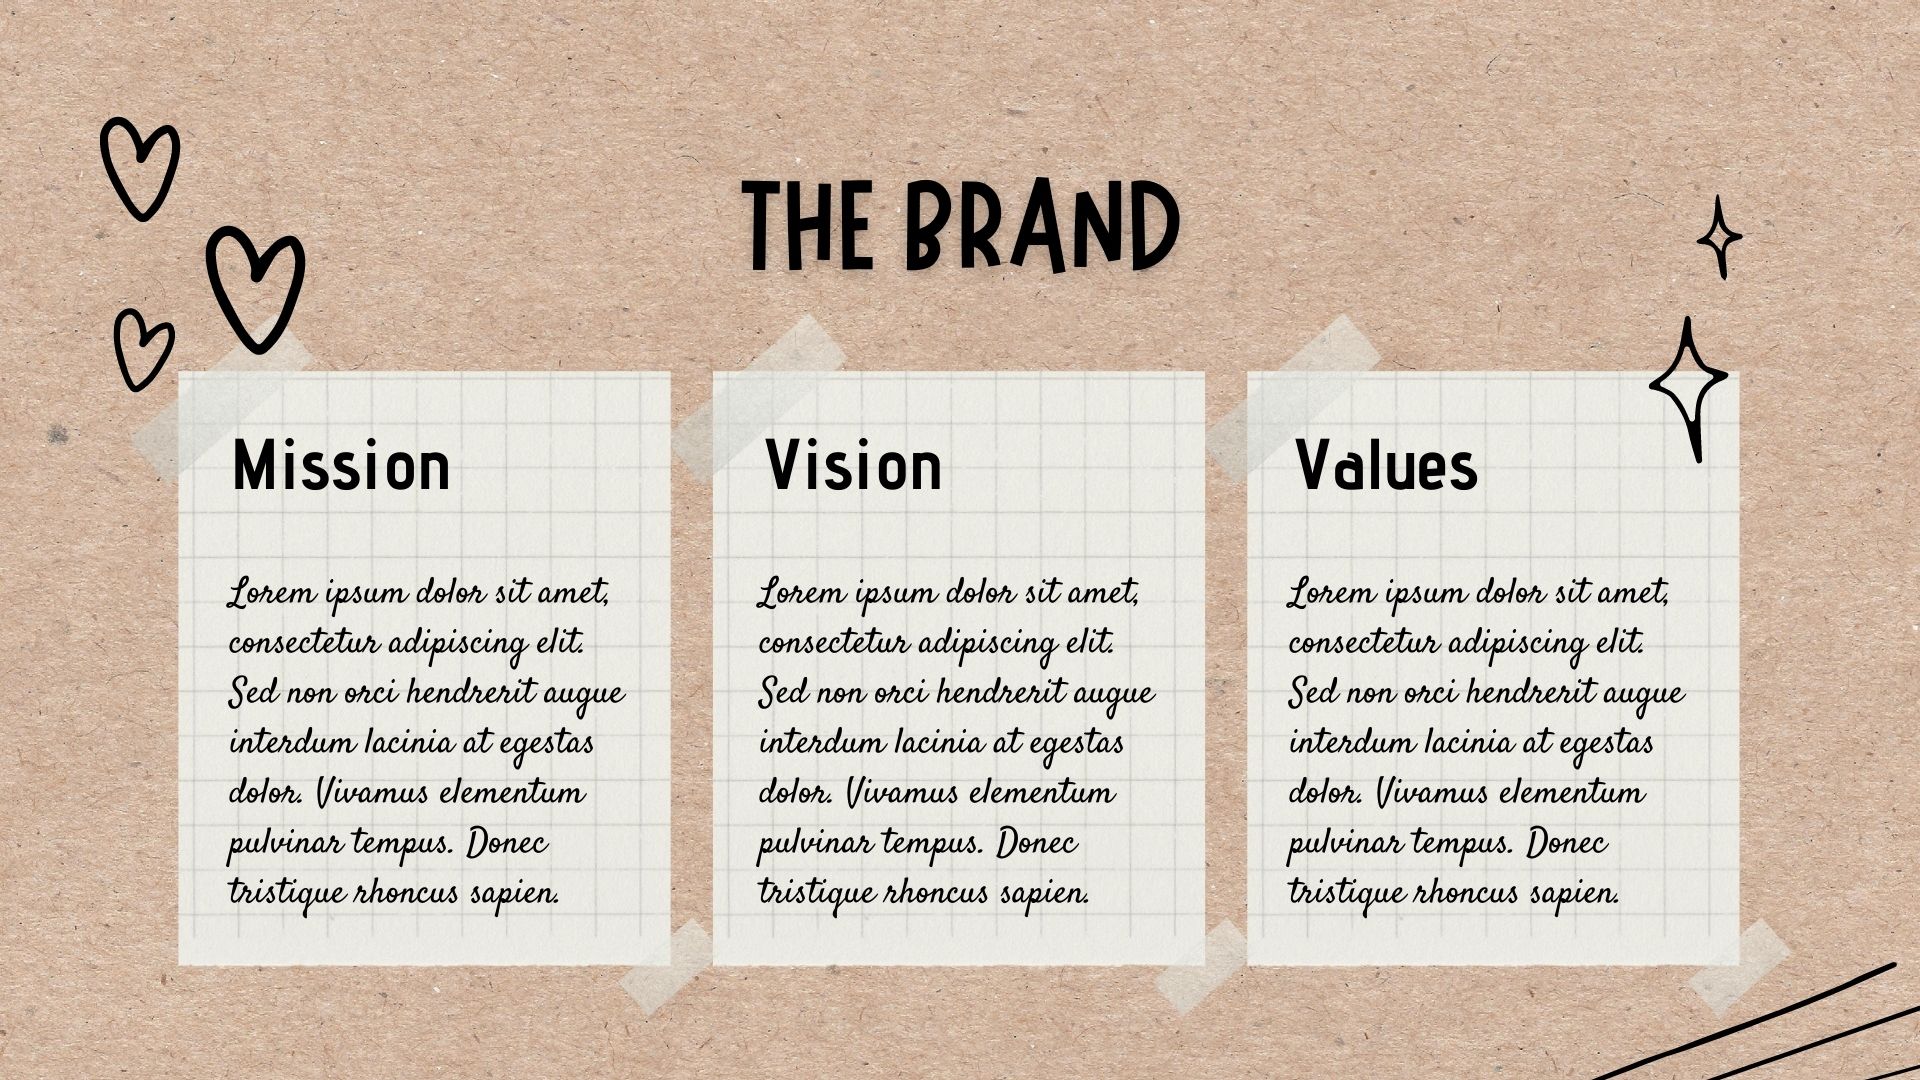 THE BRAND
Mission
Lorem ipsum dolor sit amet,
consectetur adipiscing elit.
Sed non orci hendrerit augue
interdum lacinia at egestas
dolor. Vivamus elementum
pulvinar tempus. Donec
tristique rhoncus sapien.
Vision
Lorem ipsum dolor sit amet,
consectetur adipiscing elit.
Sed non orci hendrerit augue
interdum lacinia at egestas
dolor. Vivamus elementum
pulvinar tempus. Donec
tristique rhoncus sapien.
Values
Lorem ipsum dolor sit amet,
consectetur adipiscing elit.
Sed non orci hendrerit augue
interdum lacinia at egestas
dolor. Vivamus elementum
pulvinar tempus. Donec
tristique rhoncus sapien.